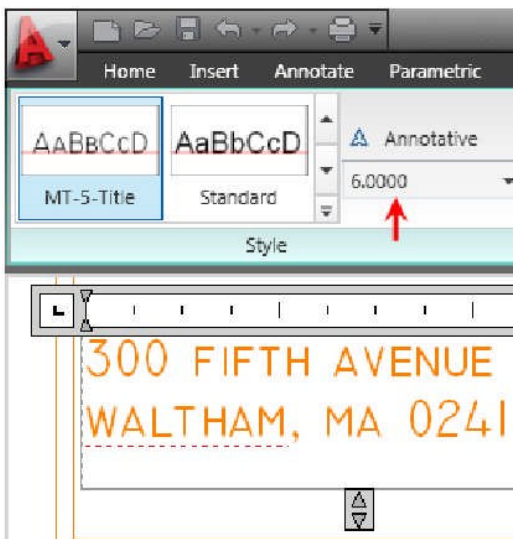 Home Insert Annotate Parametric
AaBbCcD AaBbCcD Annotative
6.0000
MT-5-Title Standard
Style
300 FIFTH AVENUE
WALTHAM, MA 0241